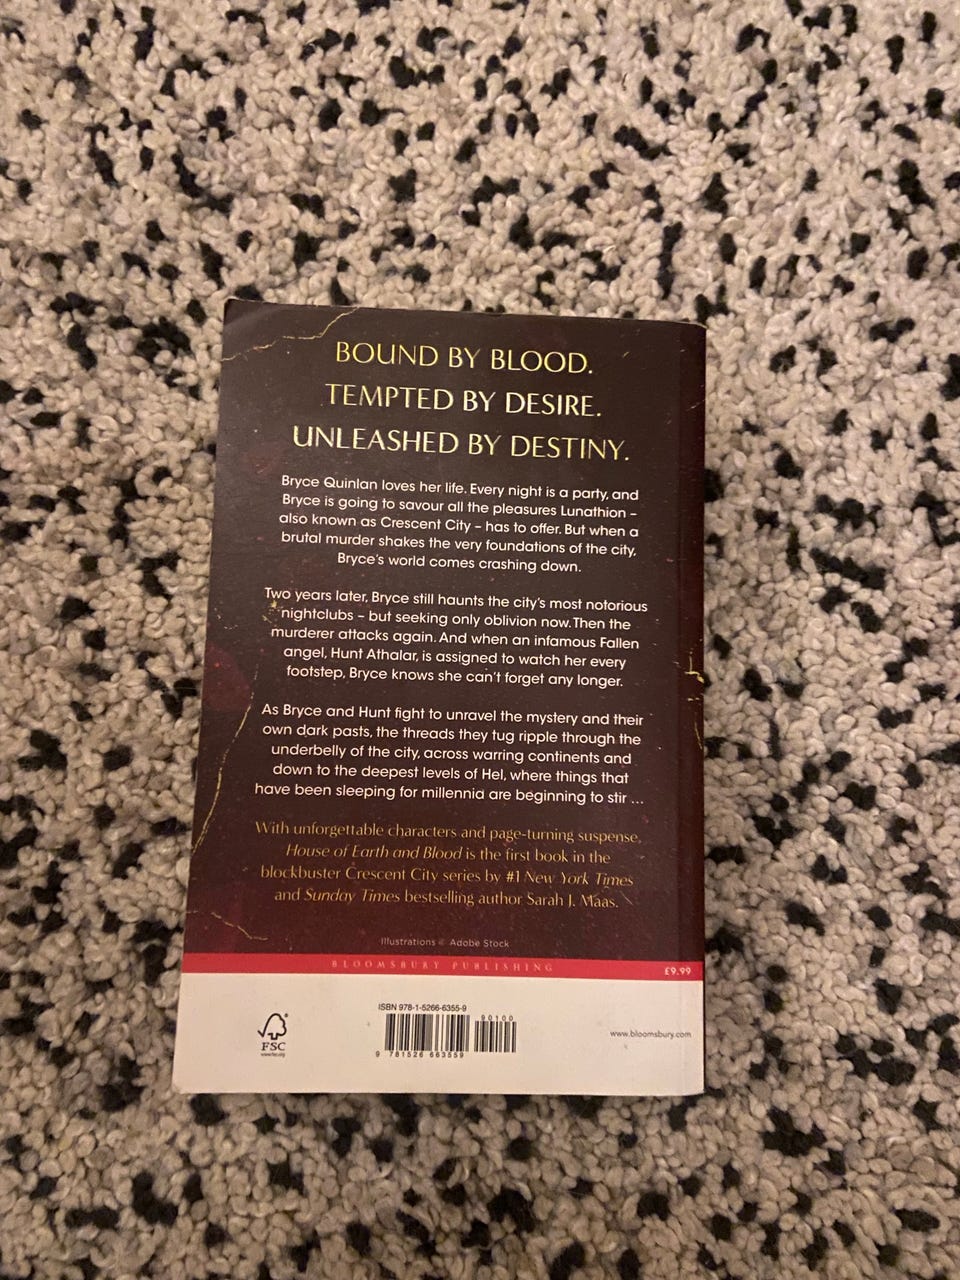 BOUND BY BLOOD.
TEMPTED BY DESIRE.
UNLEASHED BY DESTINY.
Bryce Quinlan loves her life. Every night is a party, and
Bryce is going to savour all the pleasures Lunathion –
also known as Crescent City – has to offer. But when a
brutal murder shakes the very foundations of the city,
Bryce's world comes crashing down.
Two years later, Bryce still haunts the city's most notorious
nightclubs – but seeking only oblivion now. Then the
murderer attacks again. And when an infamous Fallen
angel, Hunt Athalar, is assigned to watch her every
footstep, Bryce knows she can't forget any longer.
As Bryce and Hunt fight to unravel the mystery and their
own dark pasts, the threads they tug ripple through the
underbelly of the city, across warring continents and
down to the deepest levels of Hel, where things that
have been sleeping for millennia are beginning to stir ...
With unforgettable characters and page-turning suspense,
House of Earth and Blood is the first book in the
blockbuster Crescent City series by #1 New York Times
and Sunday Times bestselling author Sarah J. Maas.
Illustrations © Adobe Stock
BLOOMSBURY PUBLISHING
£9.99
ISBN 978-1-5266-6355-9
90100
9 781526 663559
FSC
www.fsc.org
www.bloomsbury.com